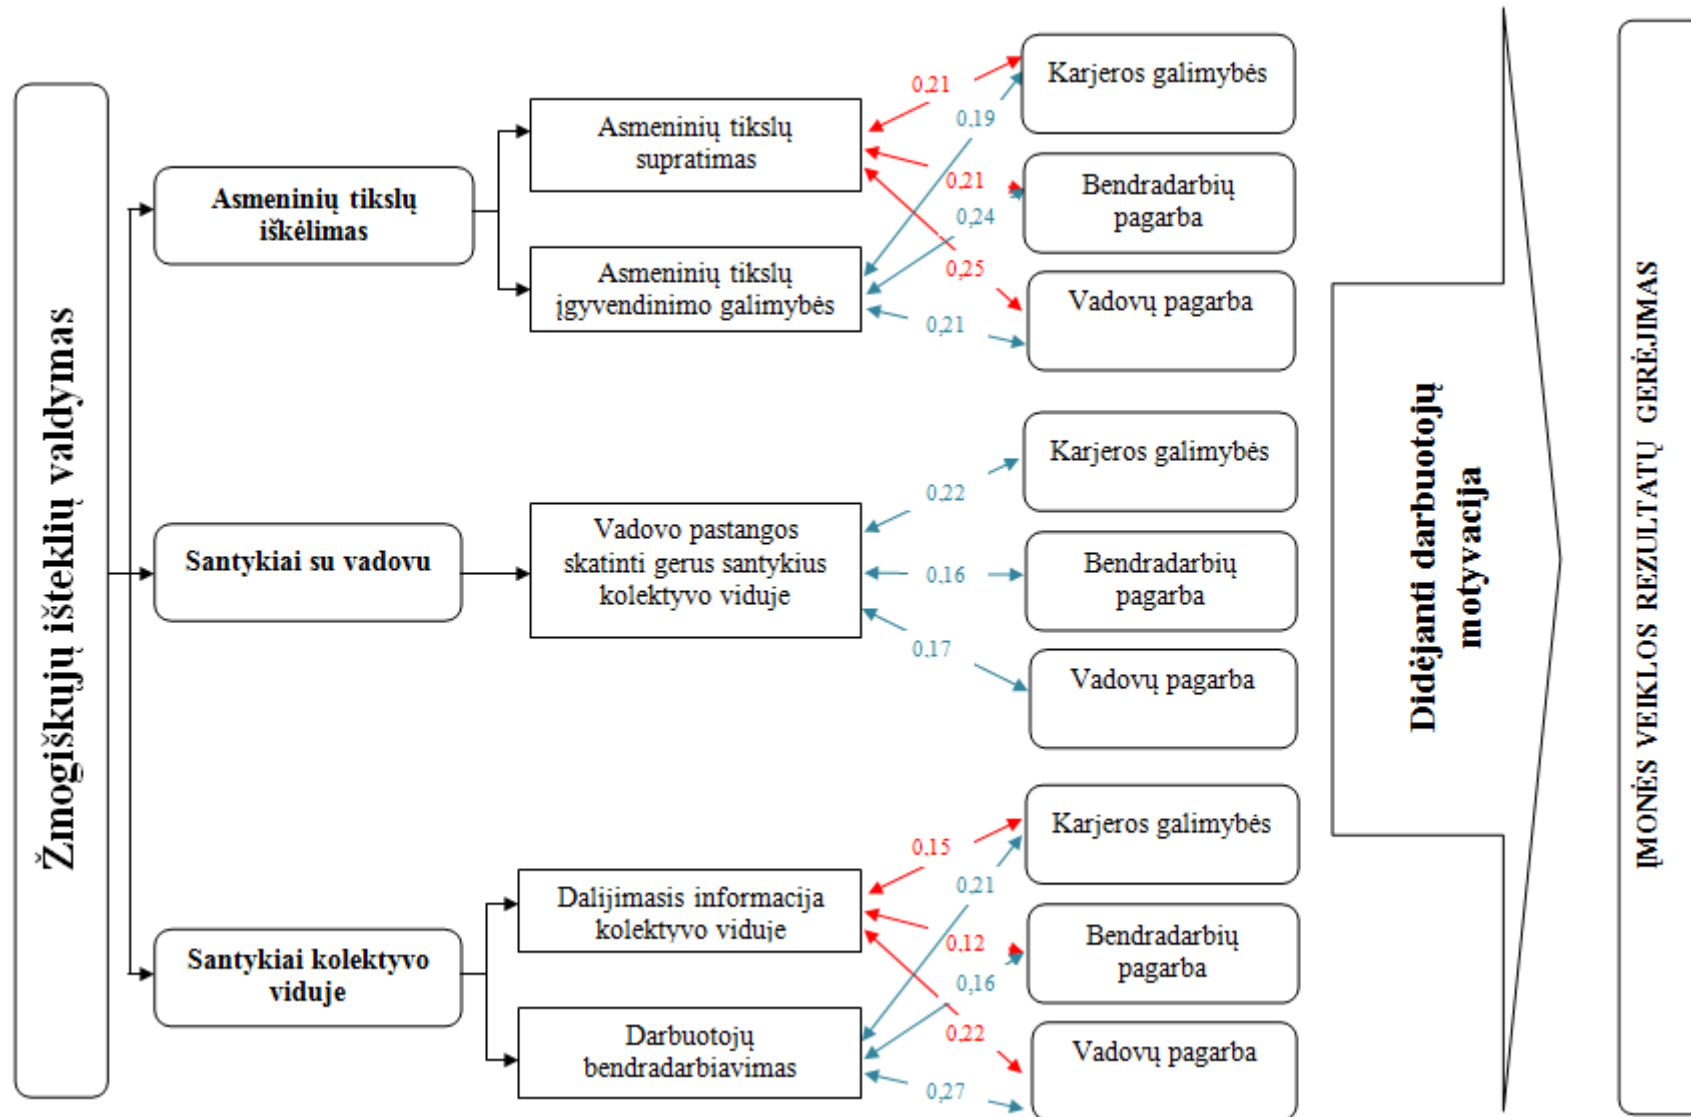 Žmogiškųjų išteklių valdymas
Asmeninių tikslų
iškėlimas
Asmeninių tikslų
supratimas
Asmeninių tikslų
įgyvendinimo galimybės
0,21
0,19
0,21
0,24
0,25
0,21
Karjeros galimybės
Bendradarbių
pagarba
Vadovų pagarba
Santykiai su vadovu
Vadovo pastangos
skatinti gerus santykius
kolektyvo viduje
0,22
0,16
0,17
Karjeros galimybės
Bendradarbių
pagarba
Vadovų pagarba
Santykiai kolektyvo
viduje
Dalijimasis informacija
kolektyvo viduje
Darbuotojų
bendradarbiavimas
0,15
0,21
0,12
0,16
0,22
0,27
Karjeros galimybės
Bendradarbių
pagarba
Vadovų pagarba
Didėjanti darbuotojų
motyvacija
ĮMONĖS VEIKLOS REZULTATŲ GERĖJIMAS